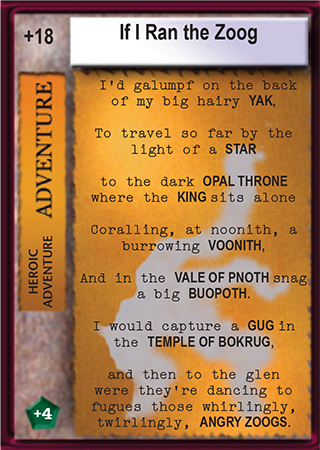 +18
If I Ran the Zoog
HEROIC
ADVENTURE
ADVENTURE
I'd galumpf on the back
of my big hairy YAK,
To travel so far by the
light of a STAR
to the dark OPAL THRONE
where the KING sits alone
Coralling, at noonith, a
burrowing VOONITH,
And in the VALE OF PNOTH snag
a big BUOPOTH.
I would capture a GUG in
the TEMPLE OF BOKRUG,
and then to the glen
were they're dancing to
fugues those whirlingly,
twirlingly, ANGRY ZOOGS.
+4